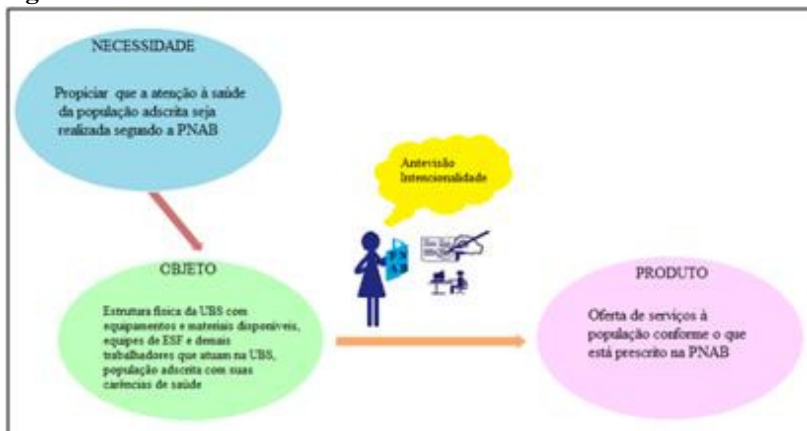 NECESSIDADE
Propiciar que a atenção à saúde
da população adscrita seja
realizada segundo a PNAB
Antevisão
Intencionalidade
PN
AB
OBJETO
Estrutura física da UBS com
equipamentos e materiais disponíveis,
equipes de ESF e demais
trabalhadores que atuam na UBS,
população adscrita com suas
carências de saúde
PRODUTO
Oferta de serviços à
população conforme o que
está prescrito na PNAB